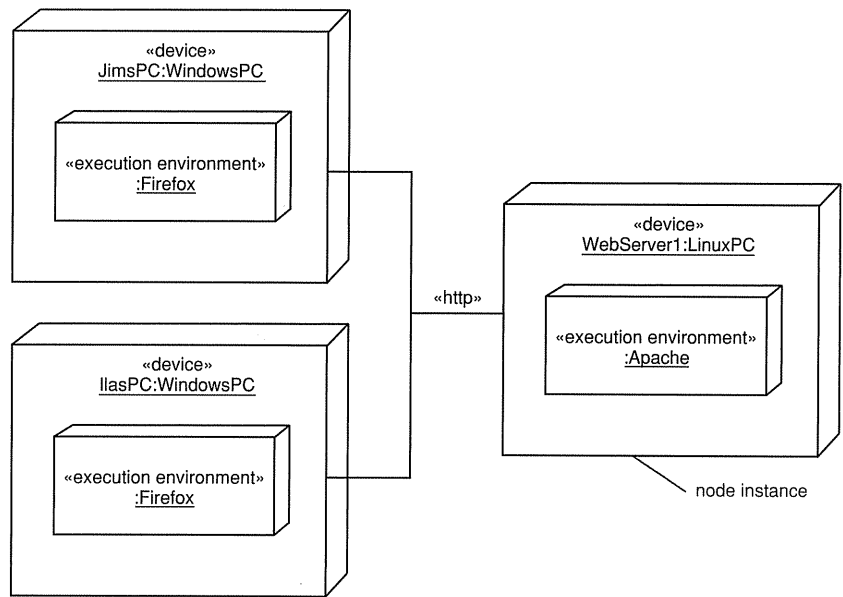 «device»
JimsPC:WindowsPC
«execution environment»
:Firefox
«device»
IlasPC:WindowsPC
«execution environment»
:Firefox
«http»
«device»
WebServer1:LinuxPC
«execution environment»
:Apache
node instance